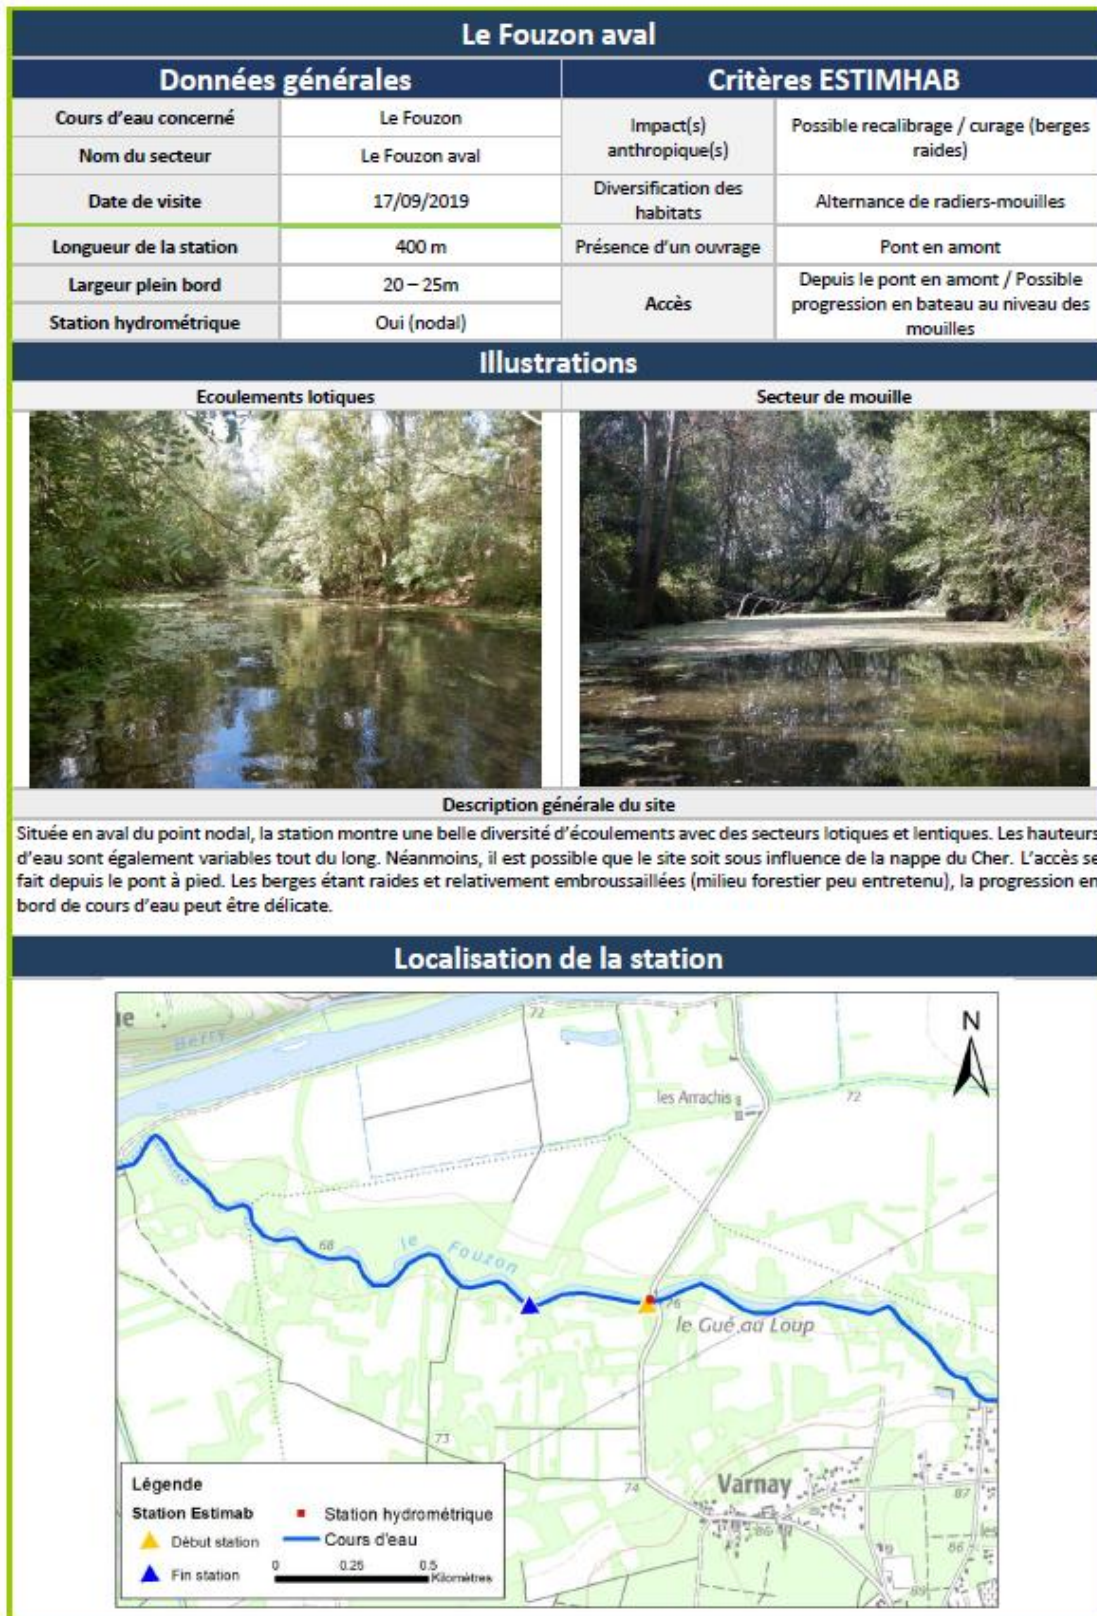 Le Fouzon aval
Données générales
Critères ESTIMHAB
Cours d'eau concerné
Le Fouzon
Nom du secteur
Le Fouzon aval
Date de visite
17/09/2019
Longueur de la station
400 m
Largeur plein bord
20 – 25m
Station hydrométrique
Oui (nodal)
Impact(s)
anthropique(s)
Possible recalibrage / curage (berges
raides)
Diversification des
habitats
Alternance de radiers-mouilles
Présence d'un ouvrage
Pont en amont
Accès
Depuis le pont en amont / Possible
progression en bateau au niveau des
mouilles
Illustrations
Ecoulements lotiques
Secteur de mouille
Description générale du site
Située en aval du point nodal, la station montre une belle diversité d'écoulements avec des secteurs lotiques et lentiques. Les hauteurs
d'eau sont également variables tout du long. Néanmoins, il est possible que le site soit sous influence de la nappe du Cher. L'accès se
fait depuis le pont à pied. Les berges étant raides et relativement embroussaillées (milieu forestier peu entretenu), la progression en
bord de cours d'eau peut être délicate.
Localisation de la station
ue
Berry
72
N
les Arrachis
72
68
le Fouzon
76
le Gué au Loup
73
74
Varnay
87
86
les
86
89
Légende
Station Estimab
Station hydrométrique
Début station
Cours d'eau
Fin station
0 0.25 0.5
Kilomètres